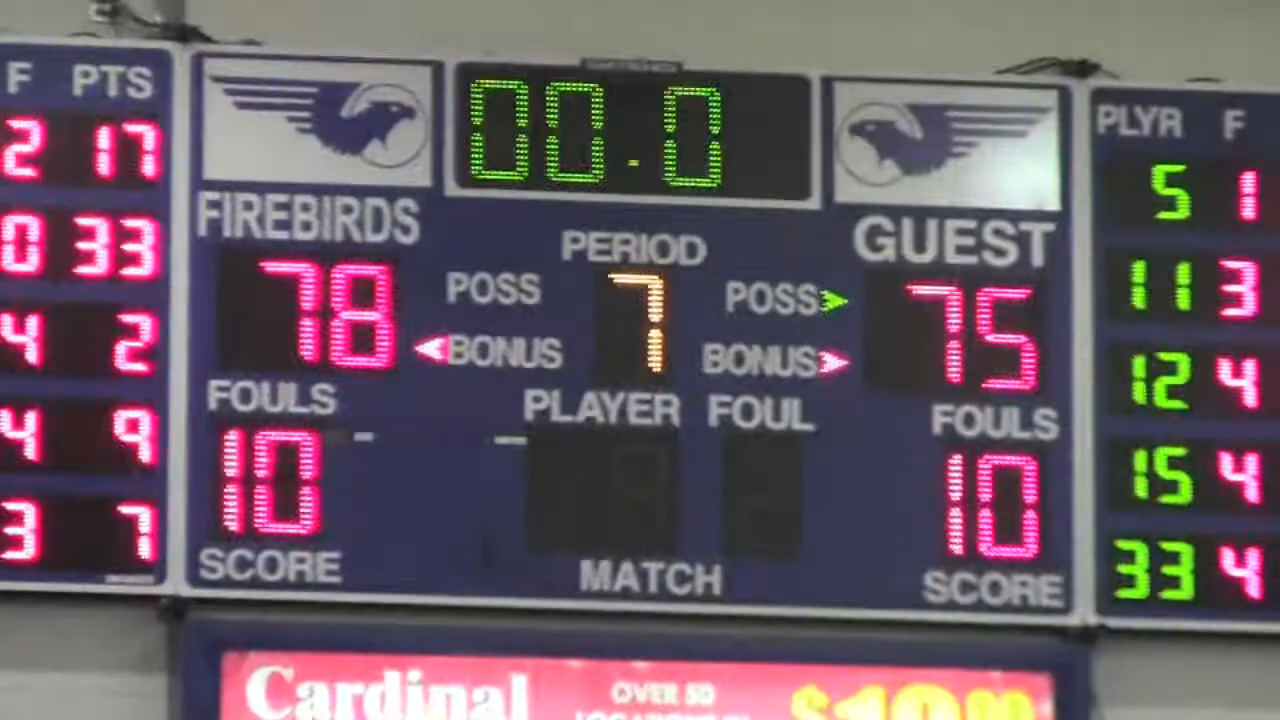 F PTS
2 17
0 33
4 2
4 9
3 7
00.0
FIREBIRDS
PERIOD
GUEST
78
POSS
7
POSS
75
BONUS
BONUS
FOULS
PLAYER FOUL
FOULS
10
10
SCORE
MATCH
SCORE
PLYR F
5 1
11 3
12 4
15 4
33 4
Cardinal
OVER 50